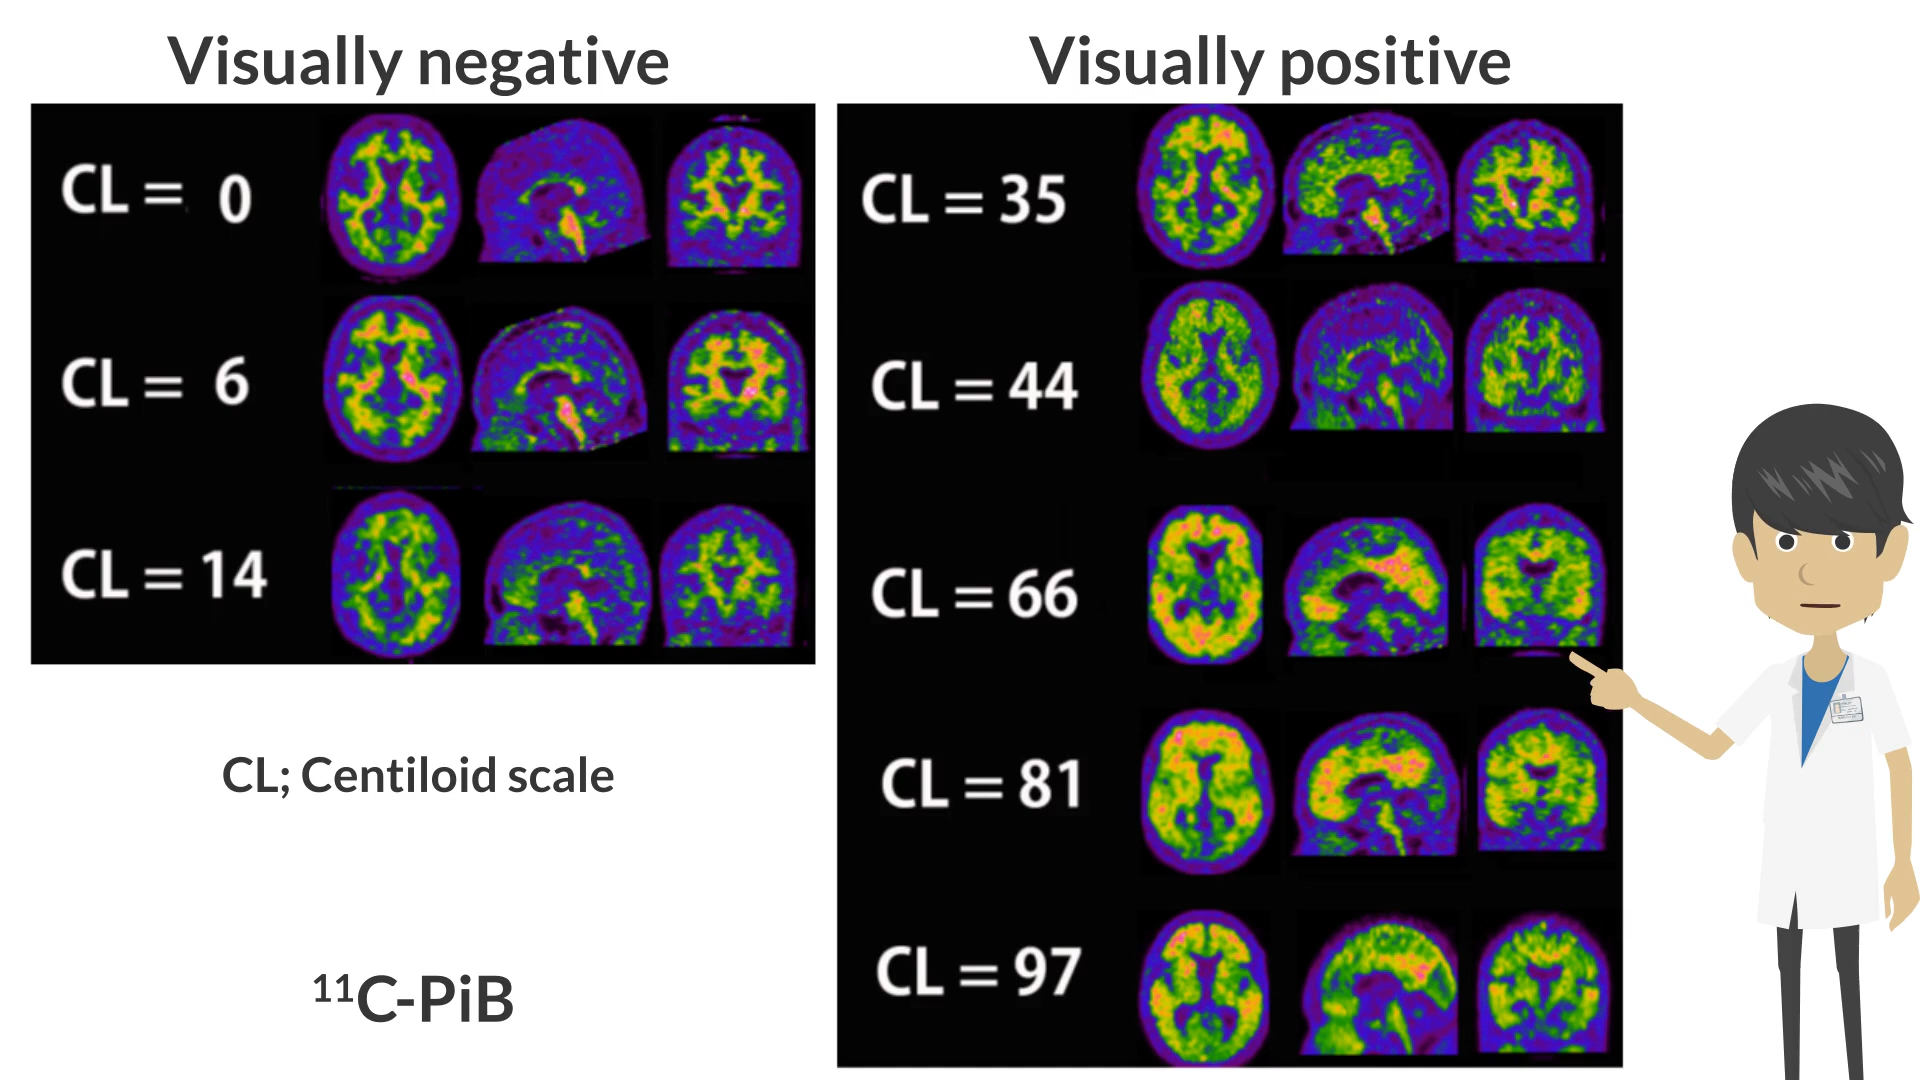 Visually negative
CL = 0
CL = 6
CL = 14
CL; Centiloid scale
¹¹C-PiB
Visually positive
CL = 35
CL = 44
CL = 66
CL = 81
CL = 97